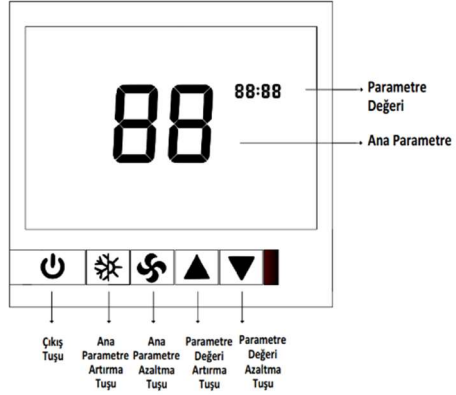 88:88
88
Parametre
Değeri
Ana Parametre
Çıkış
Tuşu
Ana
Parametre
Artırma
Tuşu
Ana
Parametre
Azaltma
Tuşu
Parametre
Değeri
Artırma
Tuşu
Parametre
Değeri
Azaltma
Tuşu